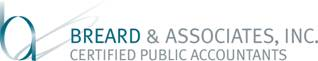 BREARD & ASSOCIATES, INC.
CERTIFIED PUBLIC ACCOUNTANTS